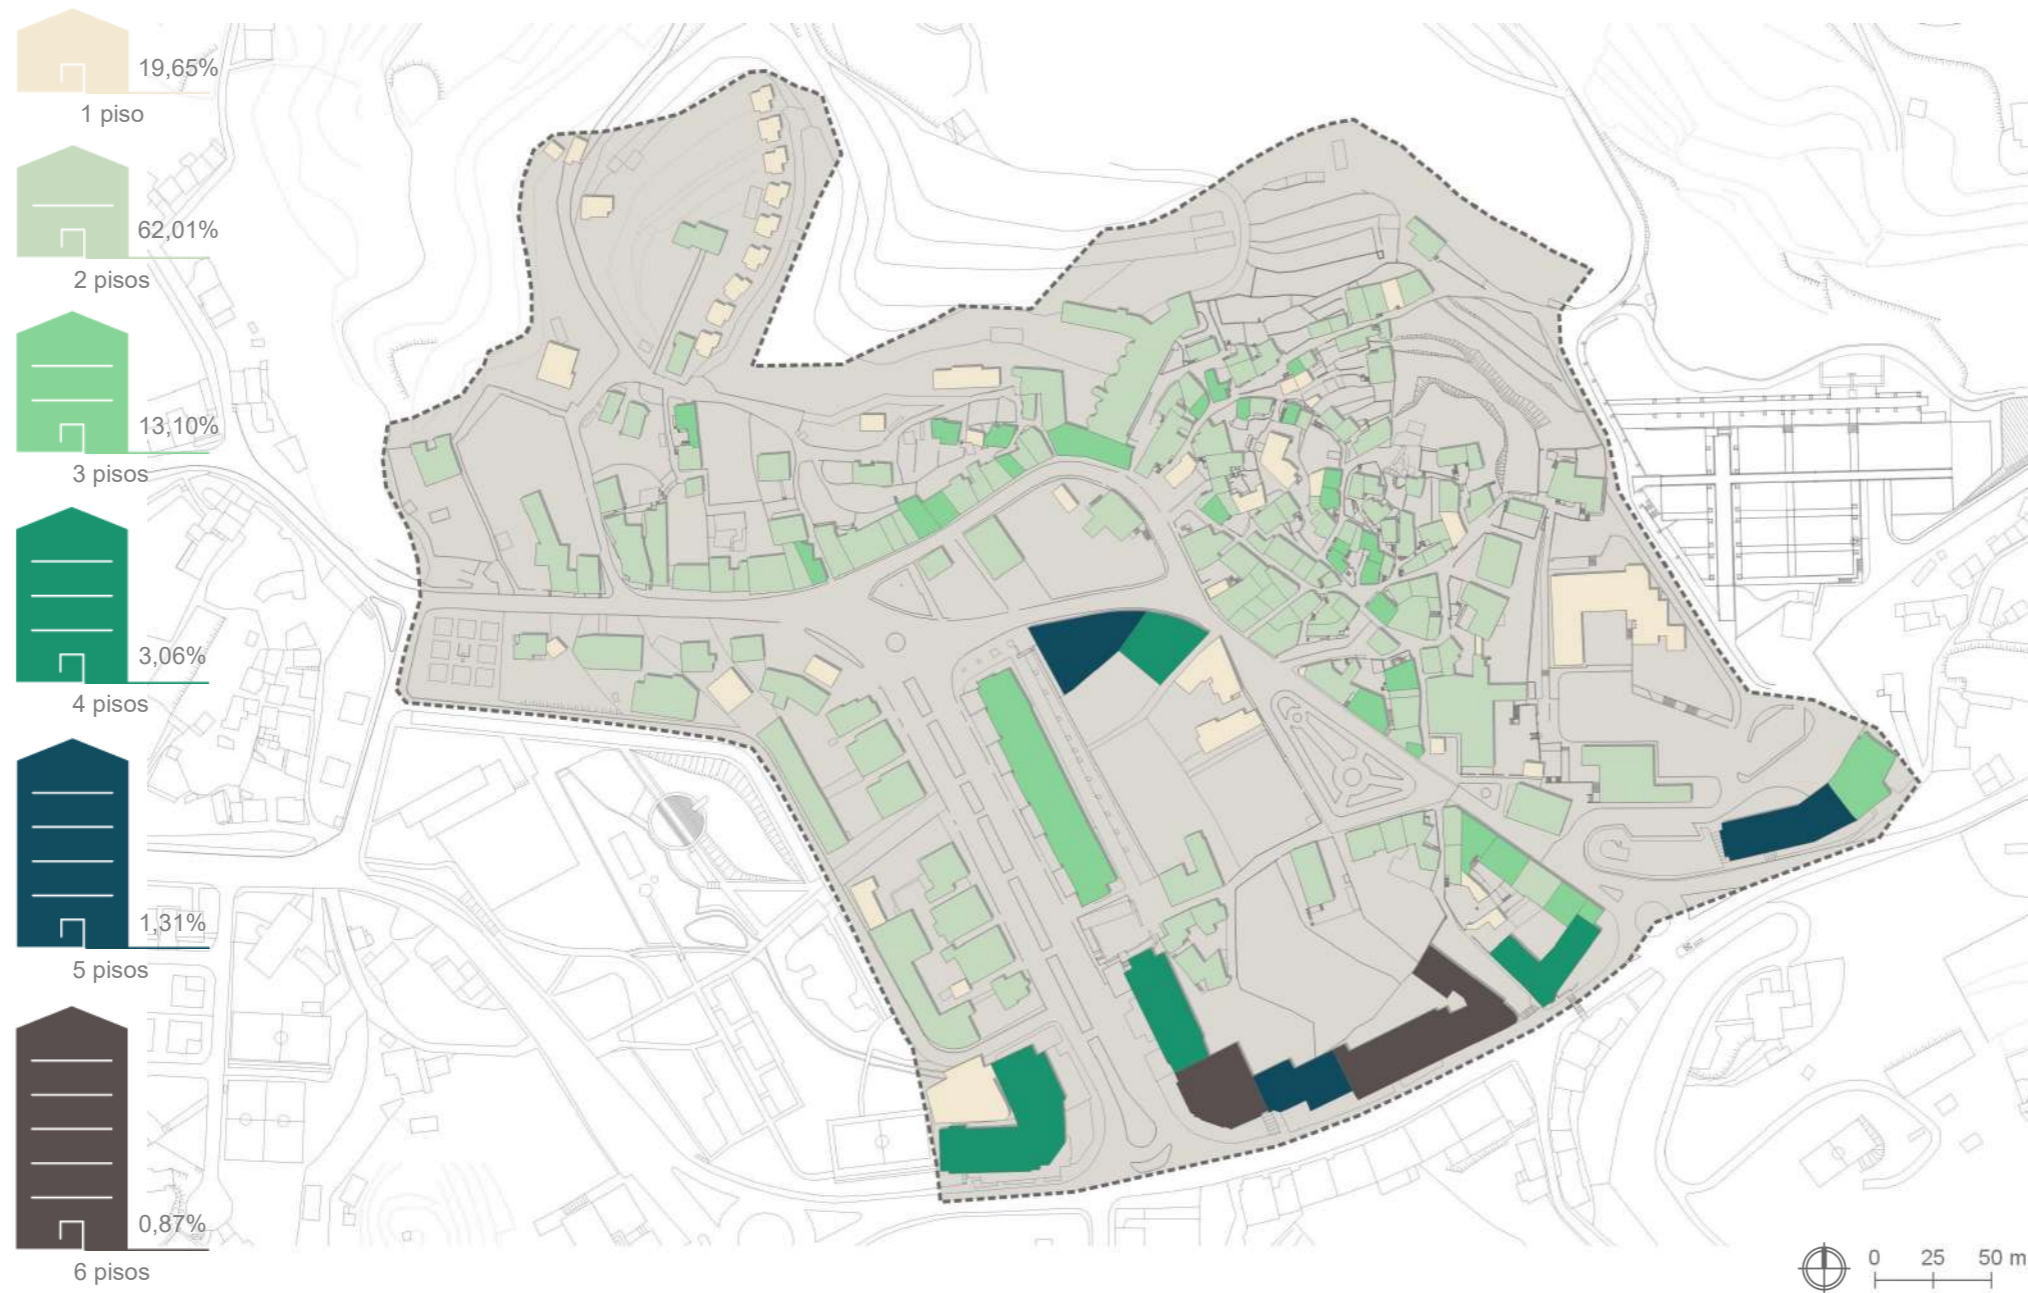 19,65%
1 piso
62,01%
2 pisos
13,10%
3 pisos
3,06%
4 pisos
1,31%
5 pisos
0,87%
6 pisos
0 25 50 m